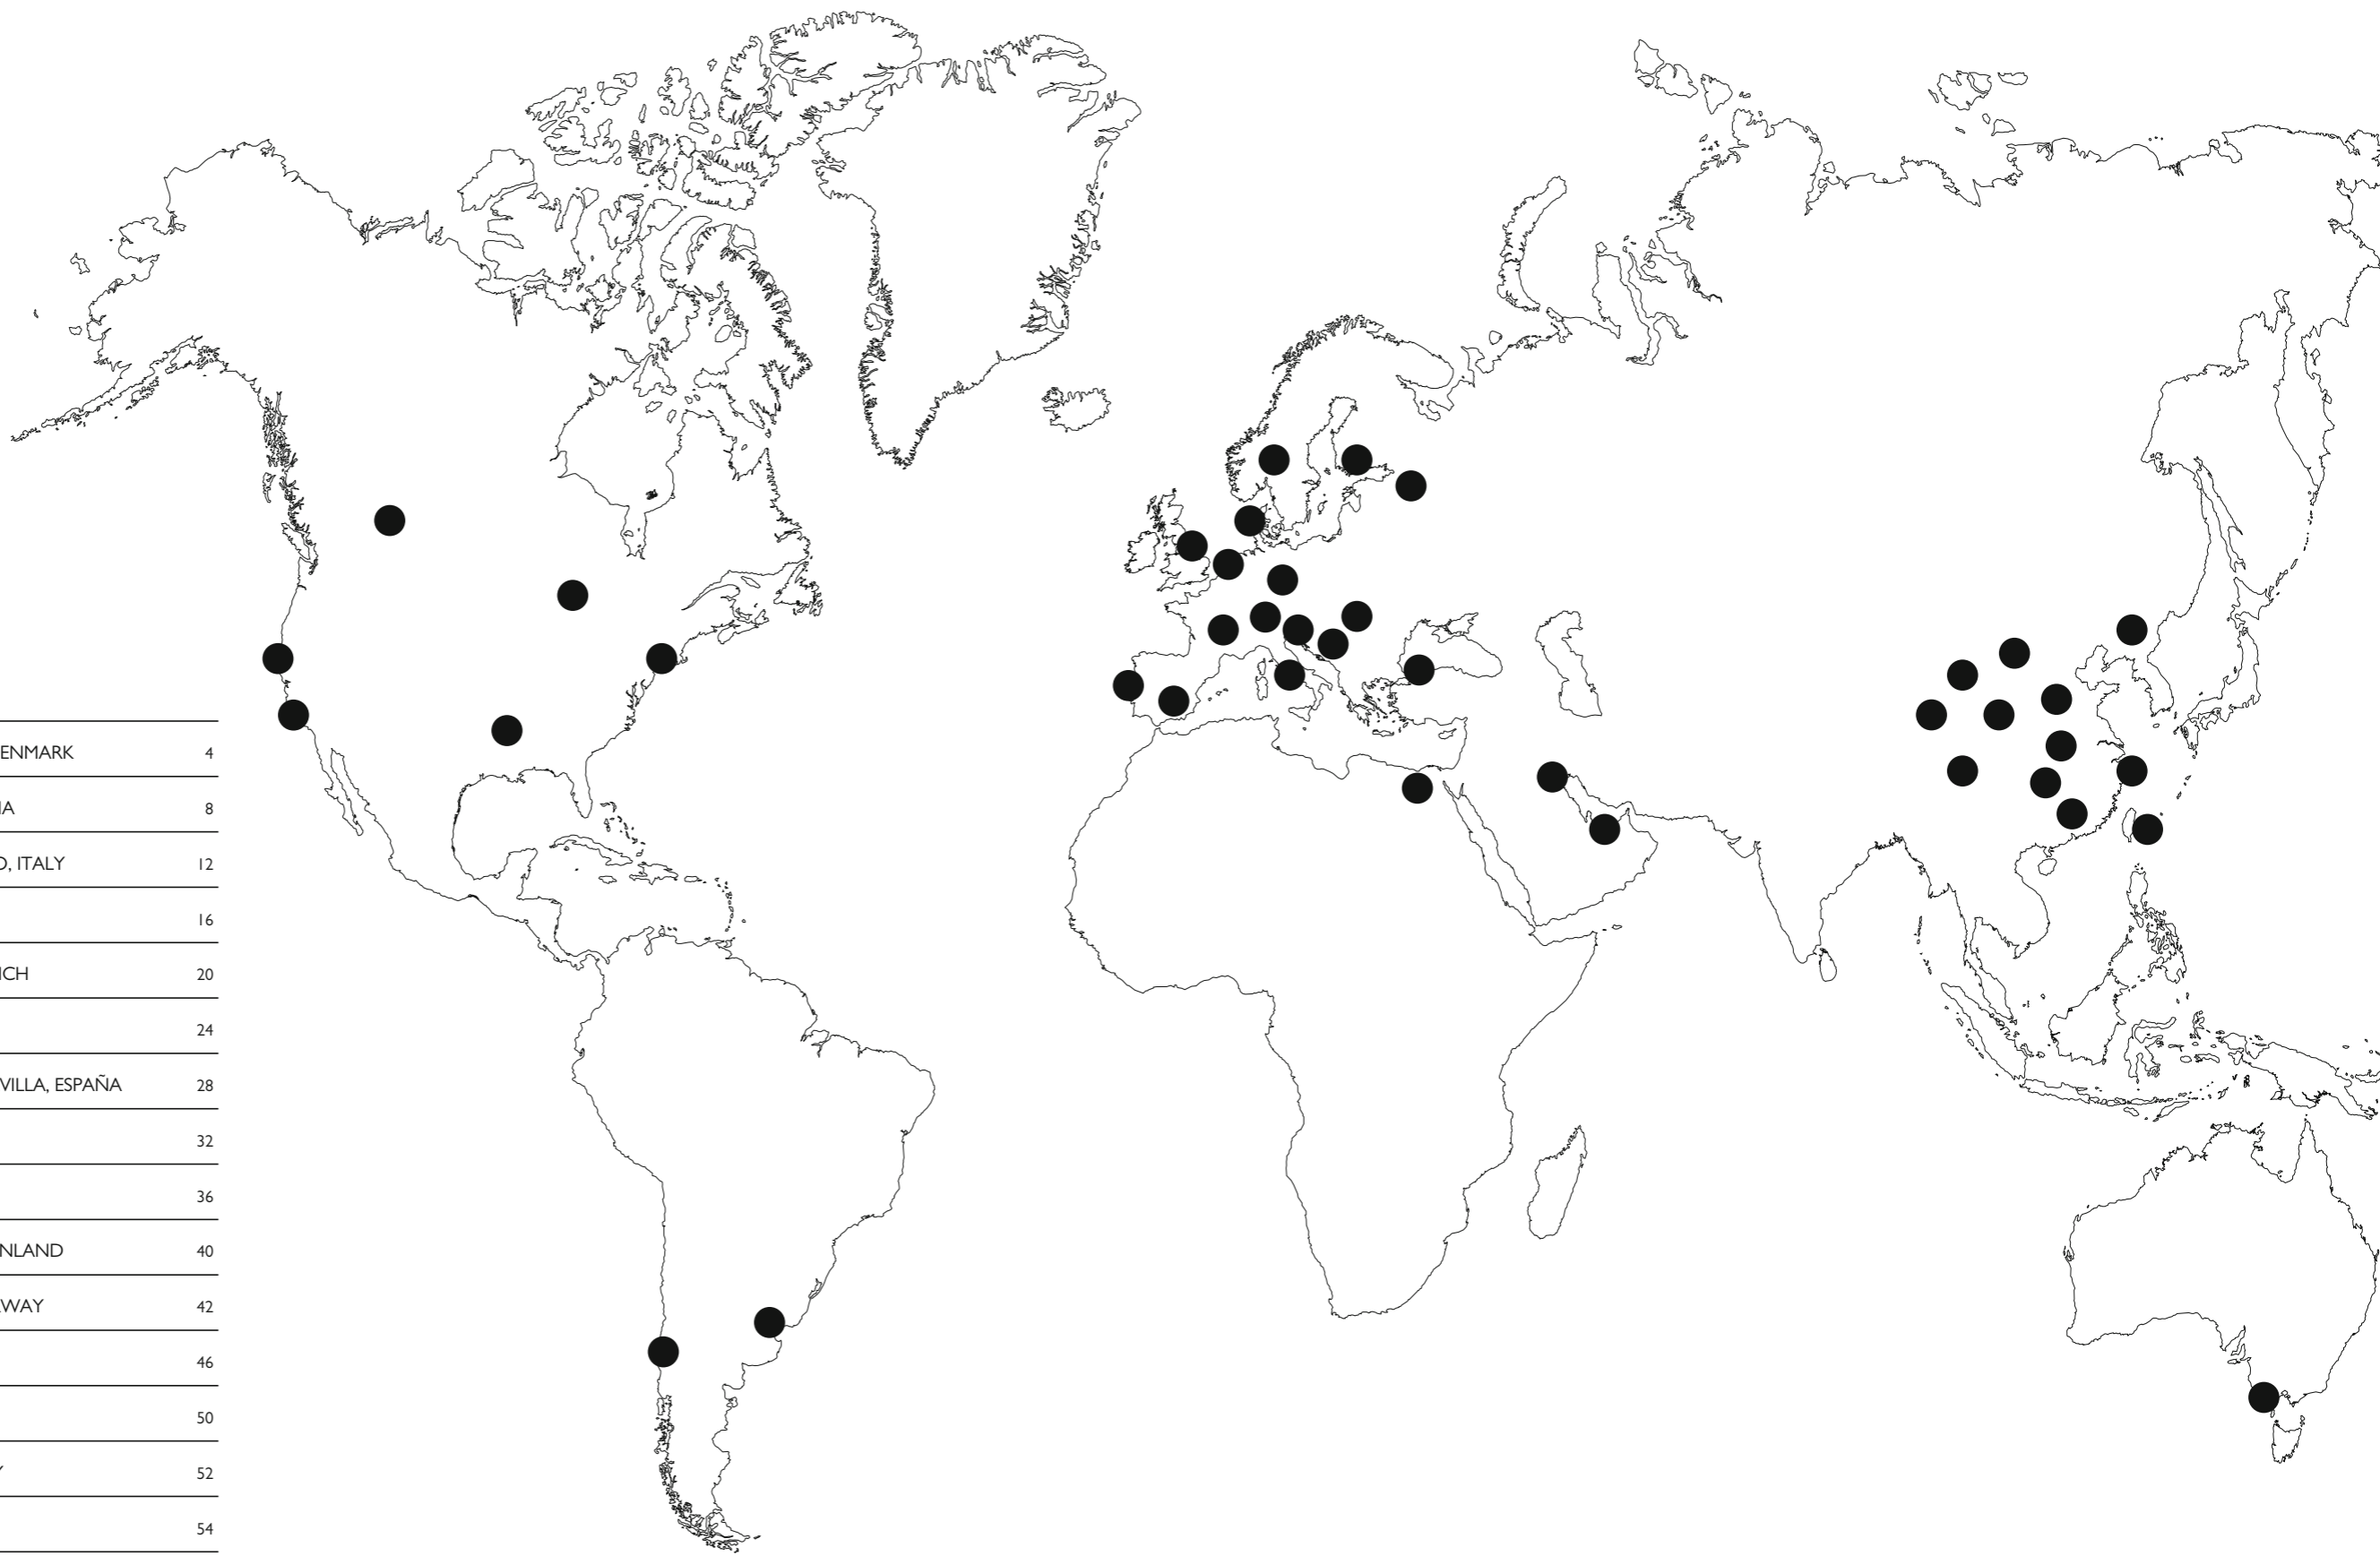 ENMARK 4
IA 8
O, ITALY 12
16
ICH 20
24
VILLA, ESPAÑA 28
32
36
NLAND 40
WAY 42
46
50
Y 52
54